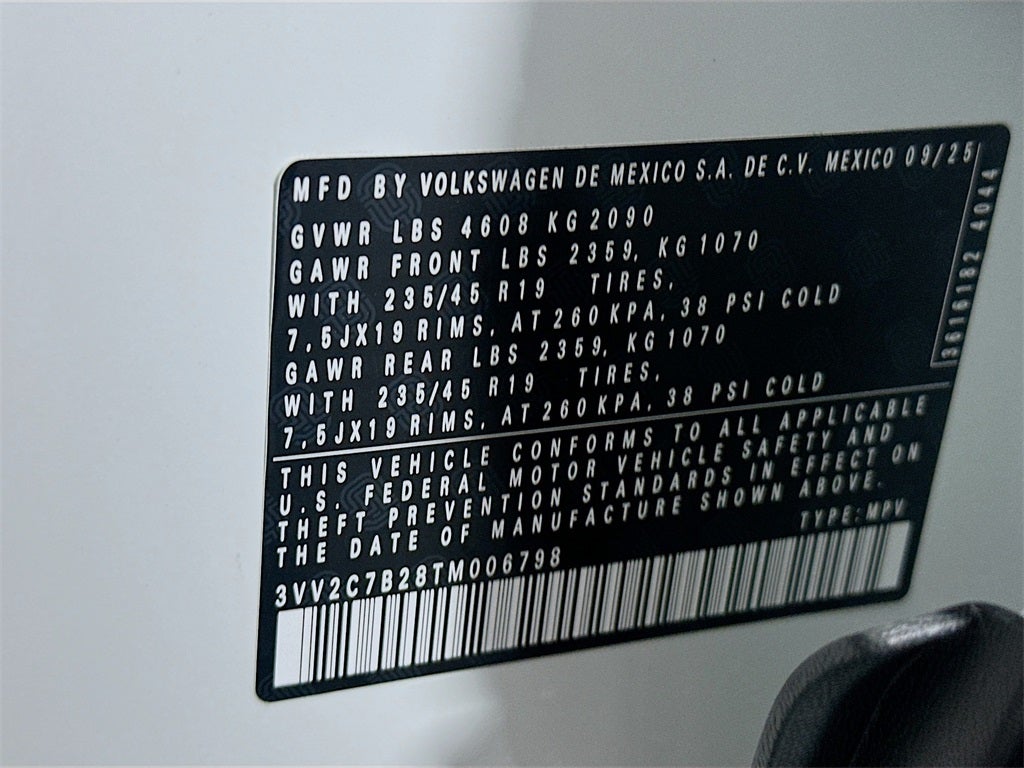 MFD BY VOLKSWAGEN DE MEXICO S.A. DE C.V. MEXICO 09/25
GVWR LBS 4608 KG 2090
GAWR FRONT LBS 2359, KG 1070
WITH 235/45 R19 TIRES,
7,5JX19 RIMS, AT 260 KPA, 38 PSI COLD
GAWR REAR LBS 2359, KG 1070
WITH 235/45 R19 TIRES,
7,5JX19 RIMS, AT 260 KPA, 38 PSI COLD
THIS VEHICLE CONFORMS TO ALL APPLICABLE
U.S. FEDERAL MOTOR VEHICLE SAFETY AND
THEFT PREVENTION STANDARDS IN EFFECT ON
THE DATE OF MANUFACTURE SHOWN ABOVE.
TYPE: MPV
3VV2C7B28TM006798
4044